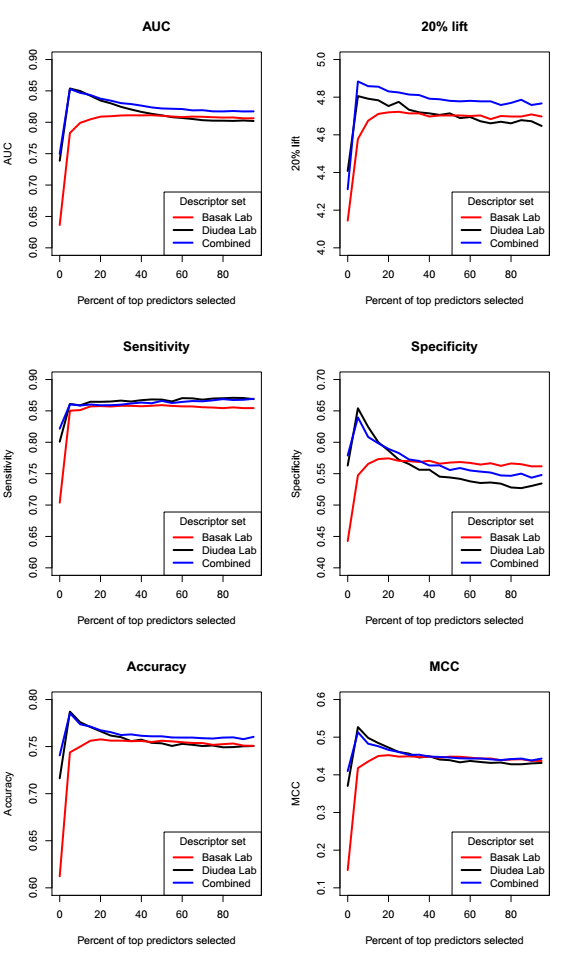 AUC
0.60 0.65 0.70 0.75 0.80 0.85 0.90
AUC
Descriptor set
Basak Lab
Diudea Lab
Combined
0 20 40 60 80
Percent of top predictors selected
20% lift
4.0 4.2 4.4 4.6 4.8 5.0
20% lift
Descriptor set
Basak Lab
Diudea Lab
Combined
0 20 40 60 80
Percent of top predictors selected
Sensitivity
0.60 0.65 0.70 0.75 0.80 0.85 0.90
Sensitivity
Descriptor set
Basak Lab
Diudea Lab
Combined
0 20 40 60 80
Percent of top predictors selected
Specificity
0.40 0.45 0.50 0.55 0.60 0.65 0.70
Specificity
Descriptor set
Basak Lab
Diudea Lab
Combined
0 20 40 60 80
Percent of top predictors selected
Accuracy
0.60 0.65 0.70 0.75 0.80
Accuracy
Descriptor set
Basak Lab
Diudea Lab
Combined
0 20 40 60 80
Percent of top predictors selected
MCC
0.1 0.2 0.3 0.4 0.5 0.6
MCC
Descriptor set
Basak Lab
Diudea Lab
Combined
0 20 40 60 80
Percent of top predictors selected